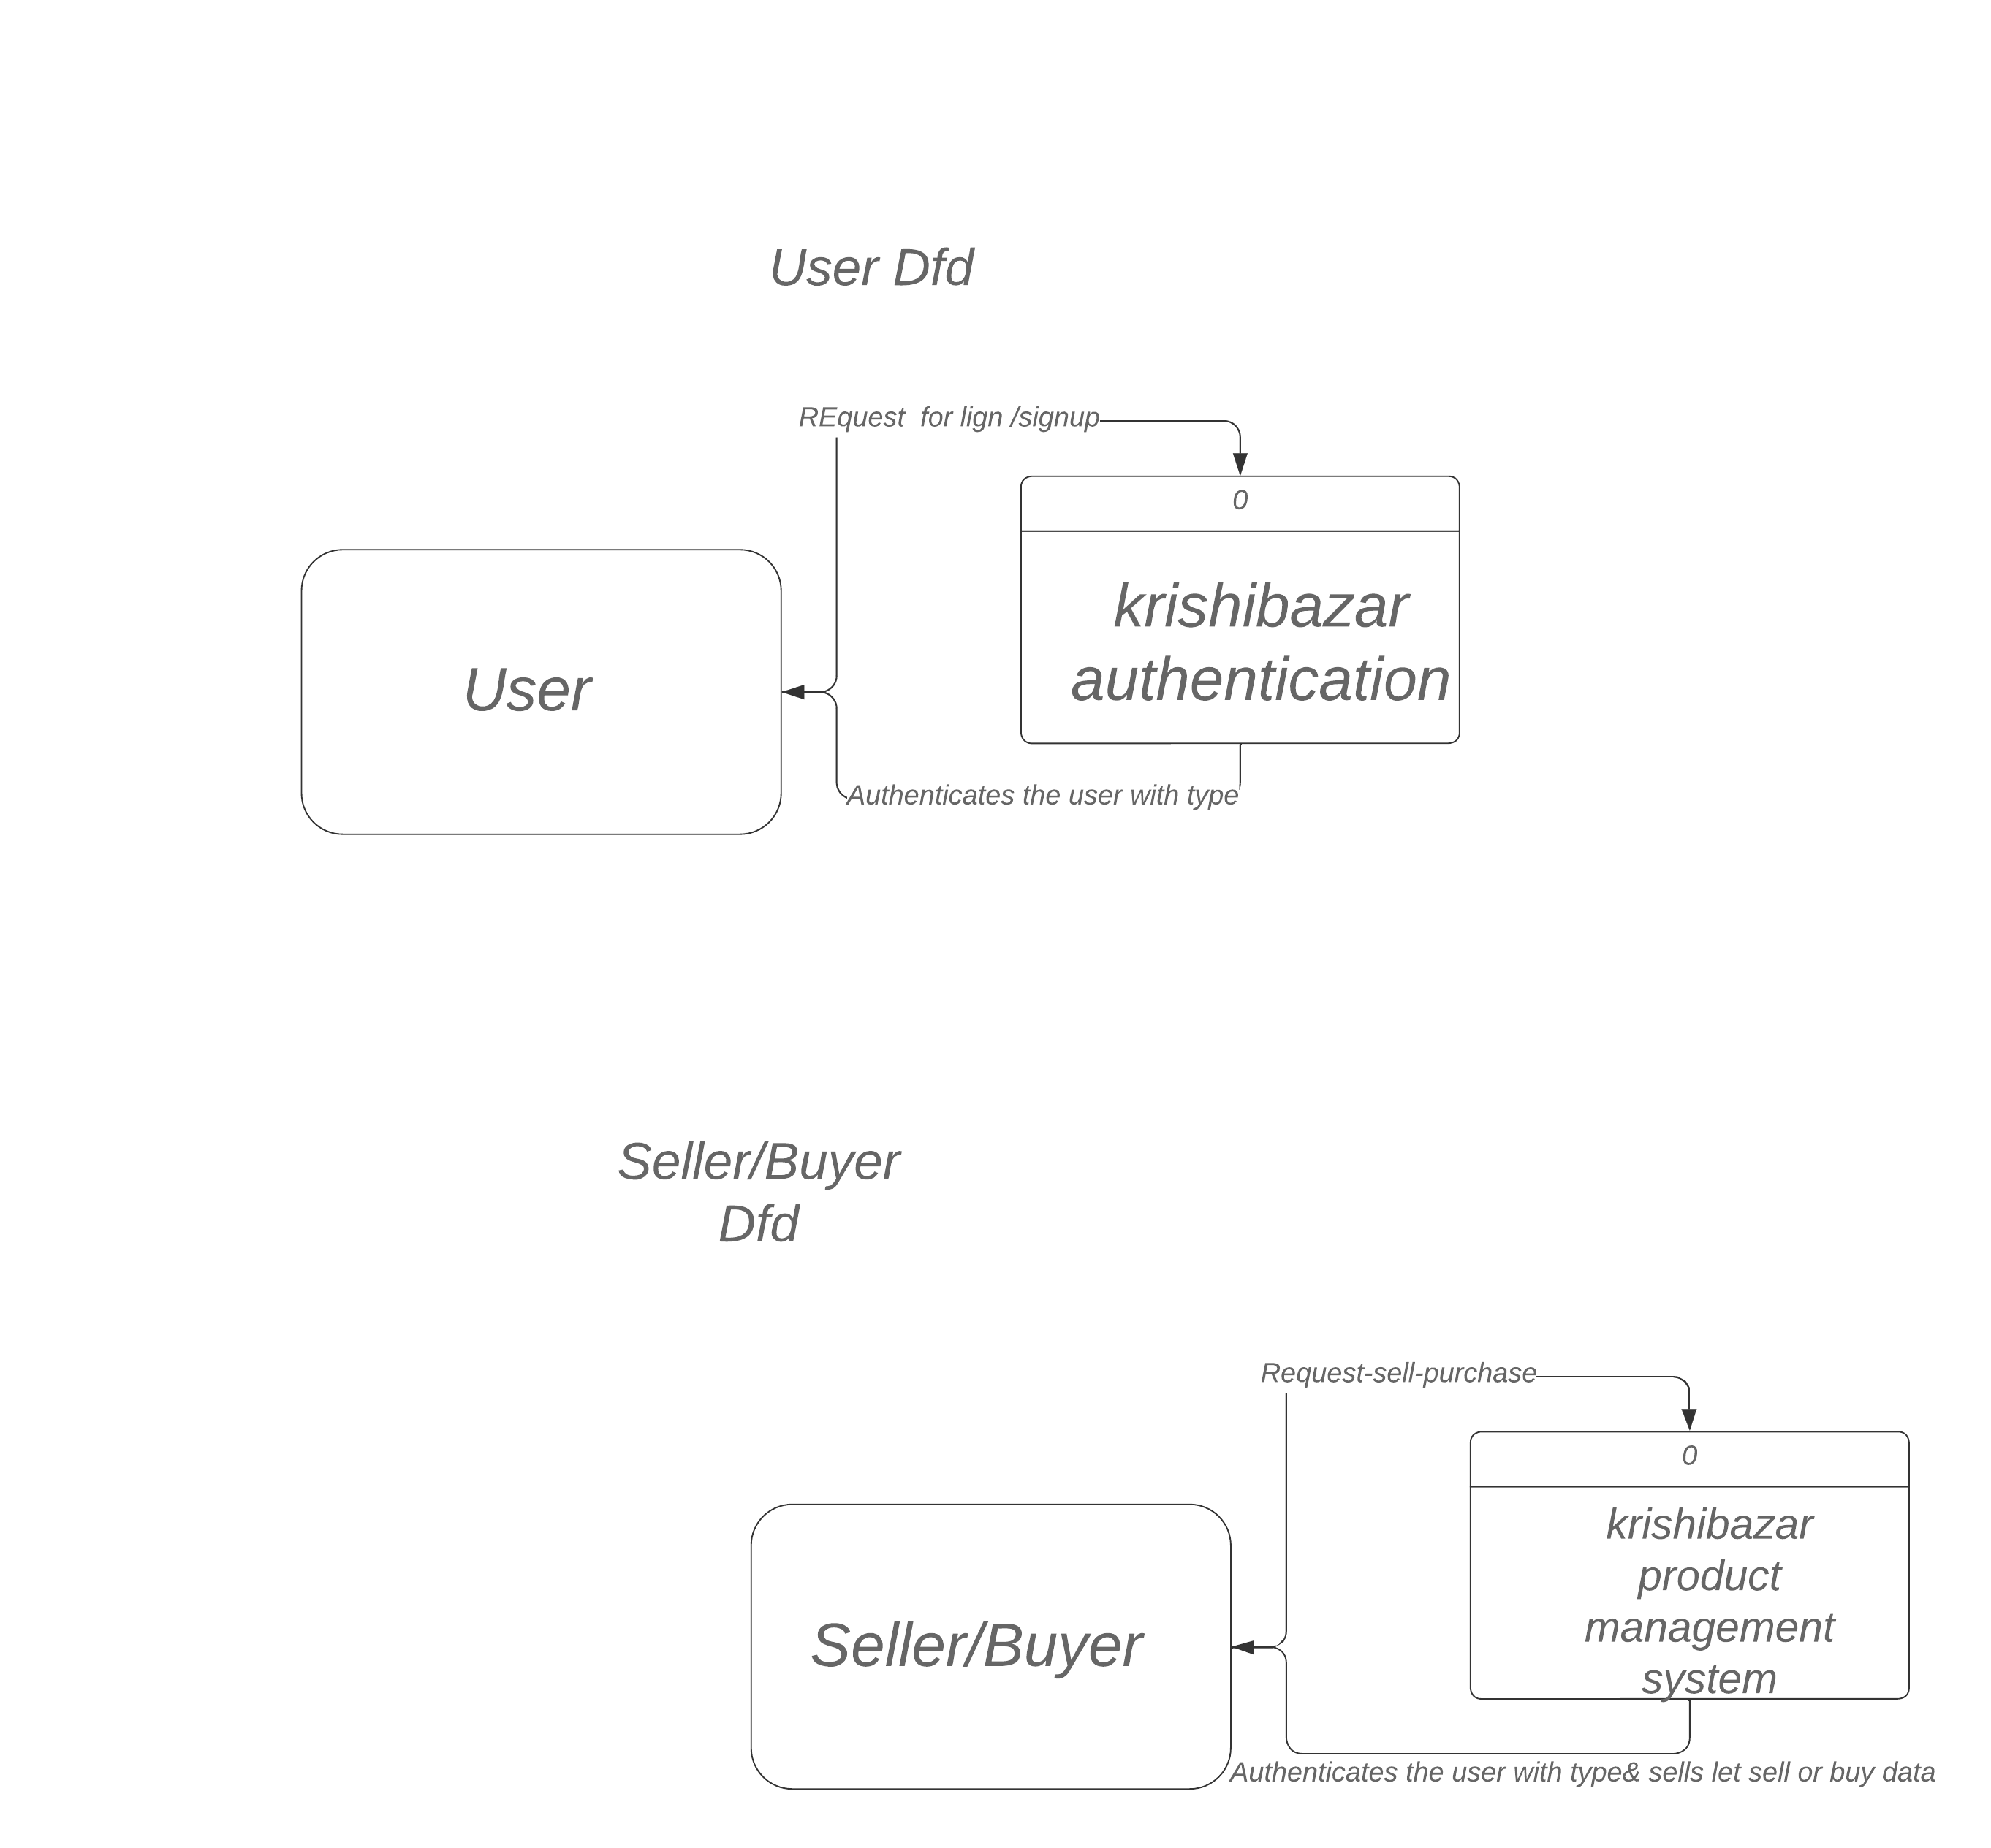 User Dfd
REquest  for lign /signup
0
krishibazar
authentication
User
Authenticates the user with type
Seller/Buyer
Dfd
Request-sell-purchase
0
krishibazar
product
management
system
Seller/Buyer
Authenticates the user with type& sells let sell or buy data